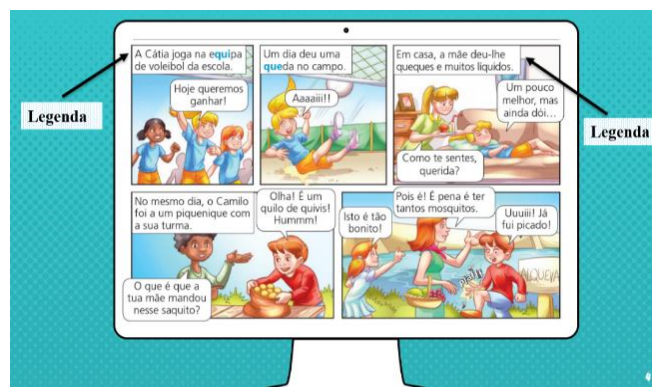 A Cátia joga na equipa
de voleibol da escola.
Hoje queremos
ganhar!
Um dia deu uma
queda no campo.
Aaaaiii!!
Em casa, a mãe deu-lhe
queques e muitos líquidos.
Um pouco
melhor, mas
ainda dói...
Como te sentes,
querida?
Legenda
Legenda
No mesmo dia, o Camilo
foi a um piquenique com
a sua turma.
Olha! É um
quilo de quivis!
Hummm!
O que é que a
tua mãe mandou
nesse saquito?
Isto é tão
bonito!
Pois é! É pena é ter
tantos mosquitos.
Uuuiii! Já
fui picado!
ALQUEVA